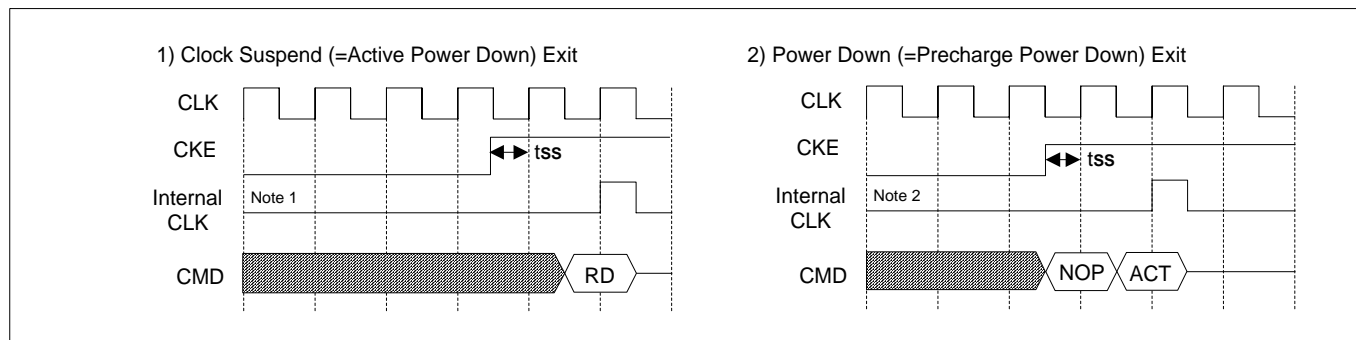 1) Clock Suspend (=Active Power Down) Exit
CLK
CKE
tss
Internal
CLK
Note 1
CMD
RD
2) Power Down (=Precharge Power Down) Exit
CLK
CKE
tss
Internal
CLK
Note 2
CMD
NOP
ACT